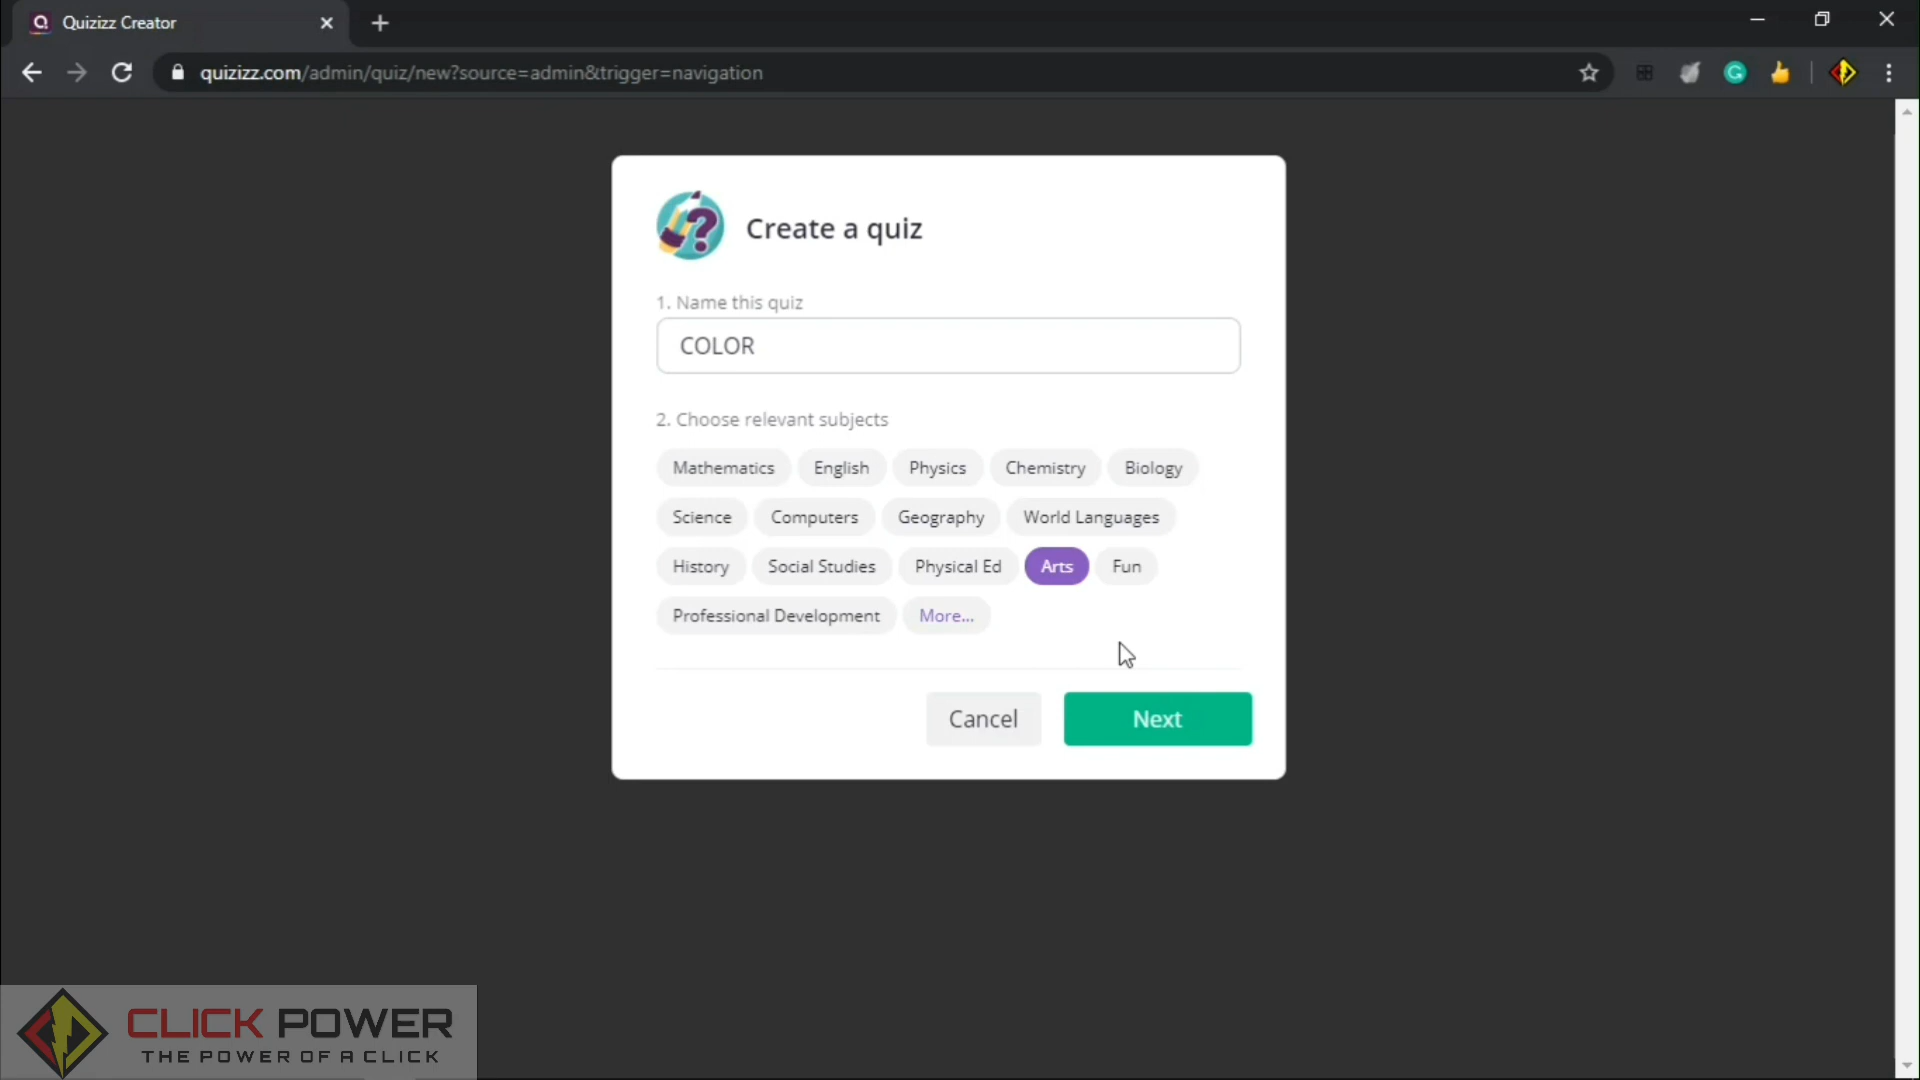 Quizizz Creator
quizizz.com/admin/quiz/new?source=admin&trigger=navigation
Create a quiz
1. Name this quiz
COLOR
2. Choose relevant subjects
Mathematics English Physics Chemistry Biology
Science Computers Geography World Languages
History Social Studies Physical Ed Arts Fun
Professional Development More...
Cancel Next
CLICK POWER
THE POWER OF A CLICK